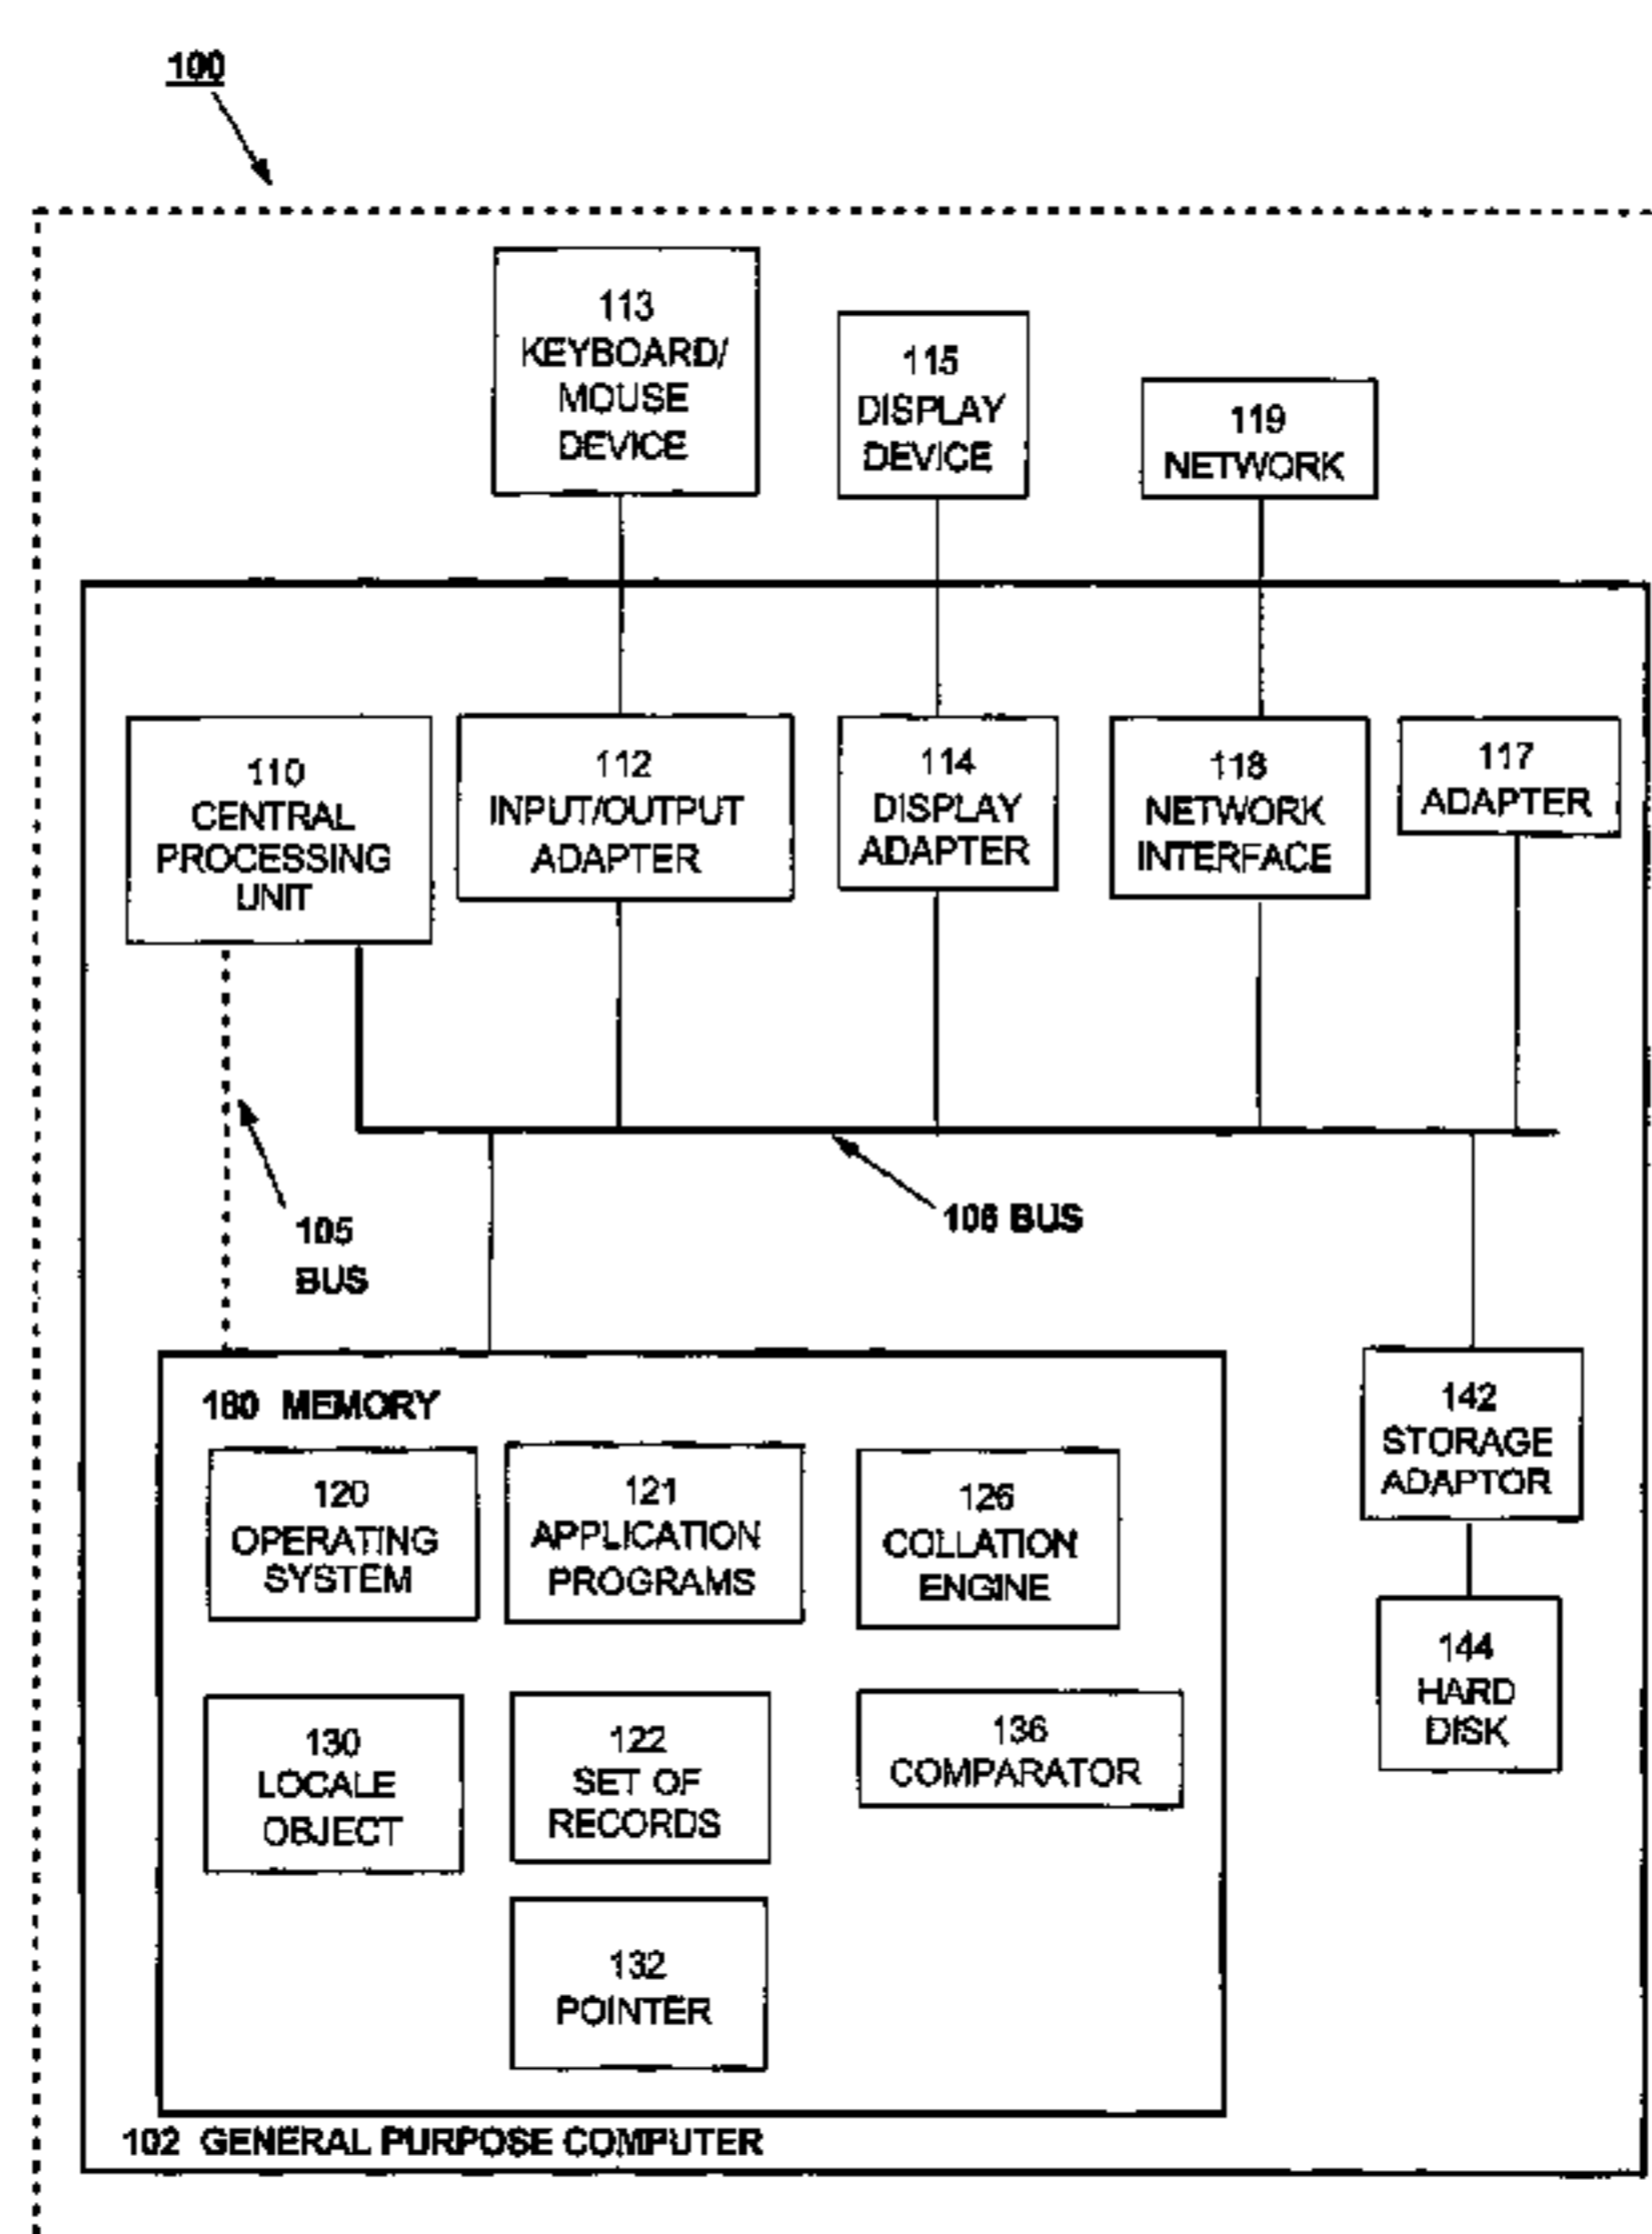 100
113
KEYBOARD/
MOUSE
DEVICE
115
DISPLAY
DEVICE
119
NETWORK
110
CENTRAL
PROCESSING
UNIT
112
INPUT/OUTPUT
ADAPTER
114
DISPLAY
ADAPTER
118
NETWORK
INTERFACE
117
ADAPTER
105
BUS
106 BUS
160 MEMORY
120
OPERATING
SYSTEM
121
APPLICATION
PROGRAMS
126
COLLATION
ENGINE
130
LOCALE
OBJECT
122
SET OF
RECORDS
136
COMPARATOR
132
POINTER
142
STORAGE
ADAPTOR
144
HARD
DISK
102 GENERAL PURPOSE COMPUTER